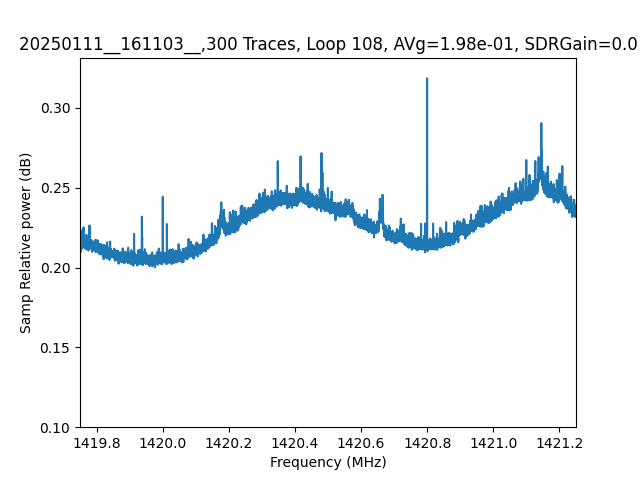 20250111__161103__,300 Traces, Loop 108, AVg=1.98e-01, SDRGain=0.0
Samp Relative power (dB)
0.30
0.25
0.20
0.15
0.10
1419.8 1420.0 1420.2 1420.4 1420.6 1420.8 1421.0 1421.2
Frequency (MHz)